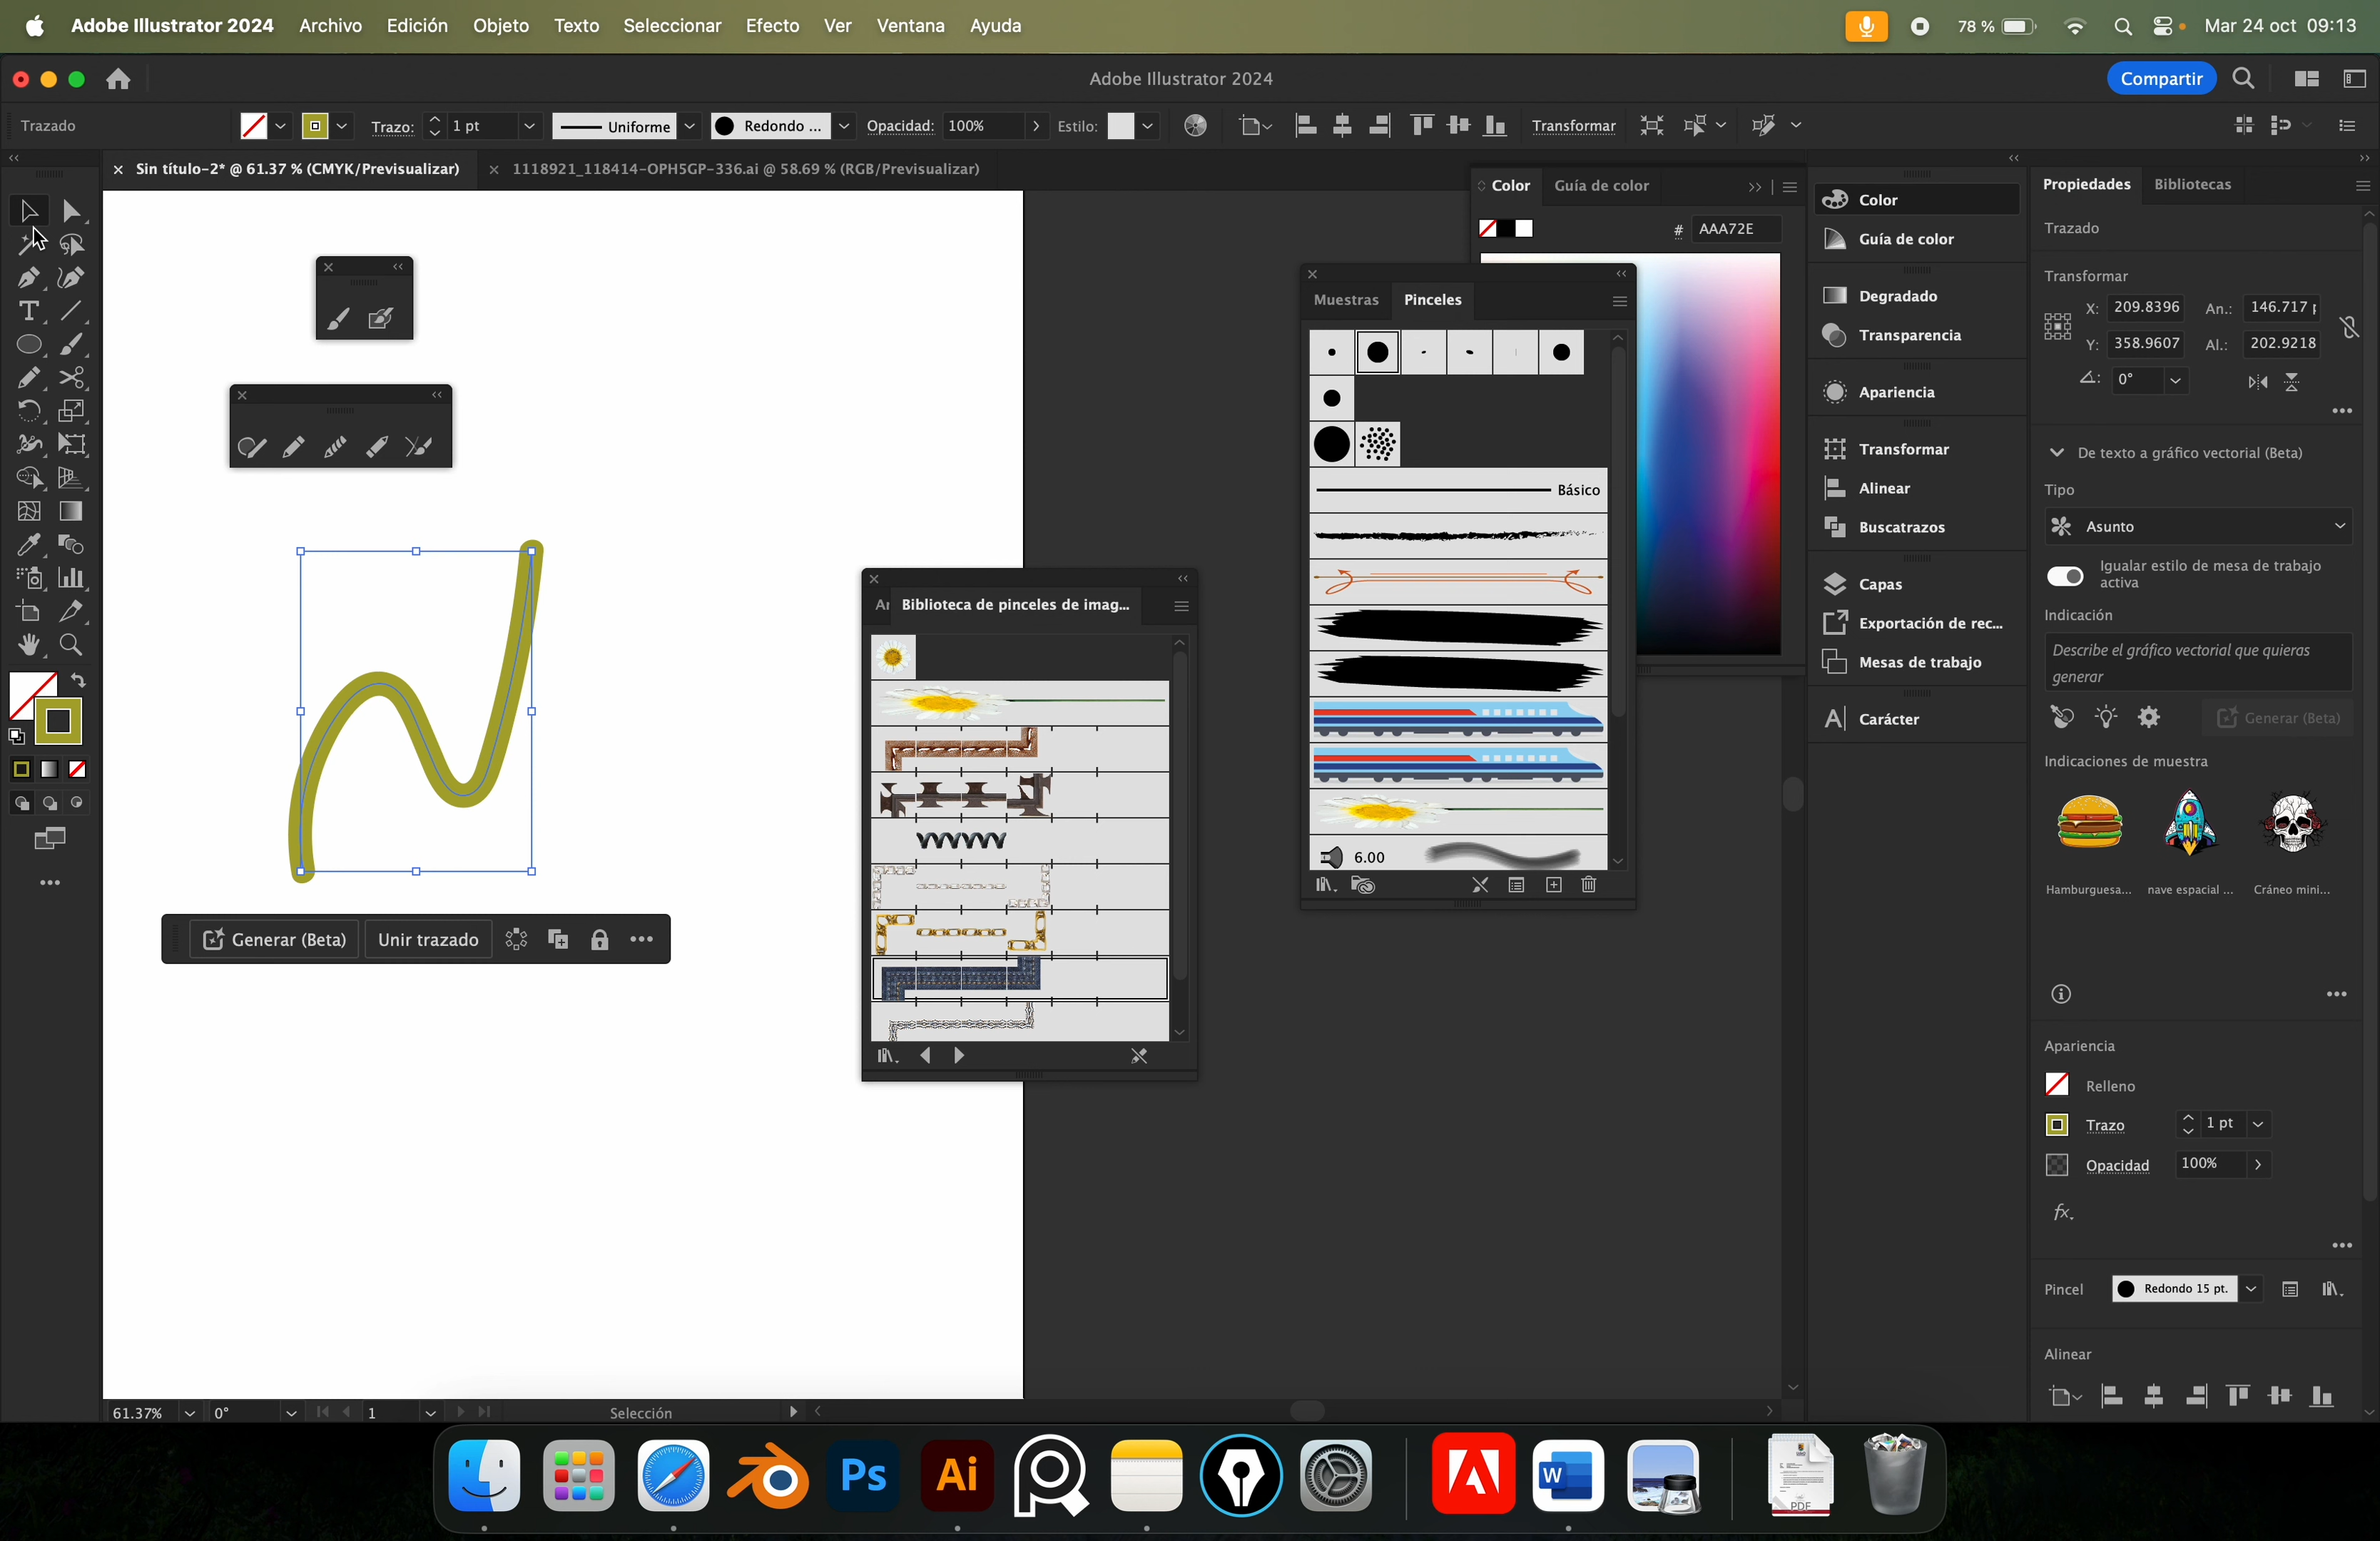 Adobe Illustrator 2024 Archivo Edición Objeto Texto Seleccionar Efecto Ver Ventana Ayuda 78 % Mar 24 oct 09:13
Adobe Illustrator 2024 Compartir
Trazado Trazo: 1 pt Uniforme Redondo ... Opacidad: 100% Estilo: Transformar
Sin título-2* @ 61.37 % (CMYK/Previsualizar) 1118921_118414-OPH5GP-336.ai @ 58.69 % (RGB/Previsualizar)
Color Guía de color
# AAA72E
Muestras Pinceles
Básico
6.00
Biblioteca de pinceles de imag...
Generar (Beta) Unir trazado
Color
Guía de color
Degradado
Transparencia
Apariencia
Transformar
Alinear
Buscatrazos
Capas
Exportación de rec...
Mesas de trabajo
Carácter
Propiedades Bibliotecas
Trazado
Transformar
X: 209.8396 An.: 146.717
Y: 358.9607 Al.: 202.9218
0°
De texto a gráfico vectorial (Beta)
Tipo
Asunto
Igualar estilo de mesa de trabajo
activa
Indicación
Describe el gráfico vectorial que quieras
generar
Generar (Beta)
Indicaciones de muestra
Hamburguesa... nave espacial ... Cráneo mini...
Apariencia
Relleno
Trazo 1 pt
Opacidad 100%
fx.
Pincel Redondo 15 pt.
Alinear
61.37% 0° 1 Selección
Ps Ai W PDF